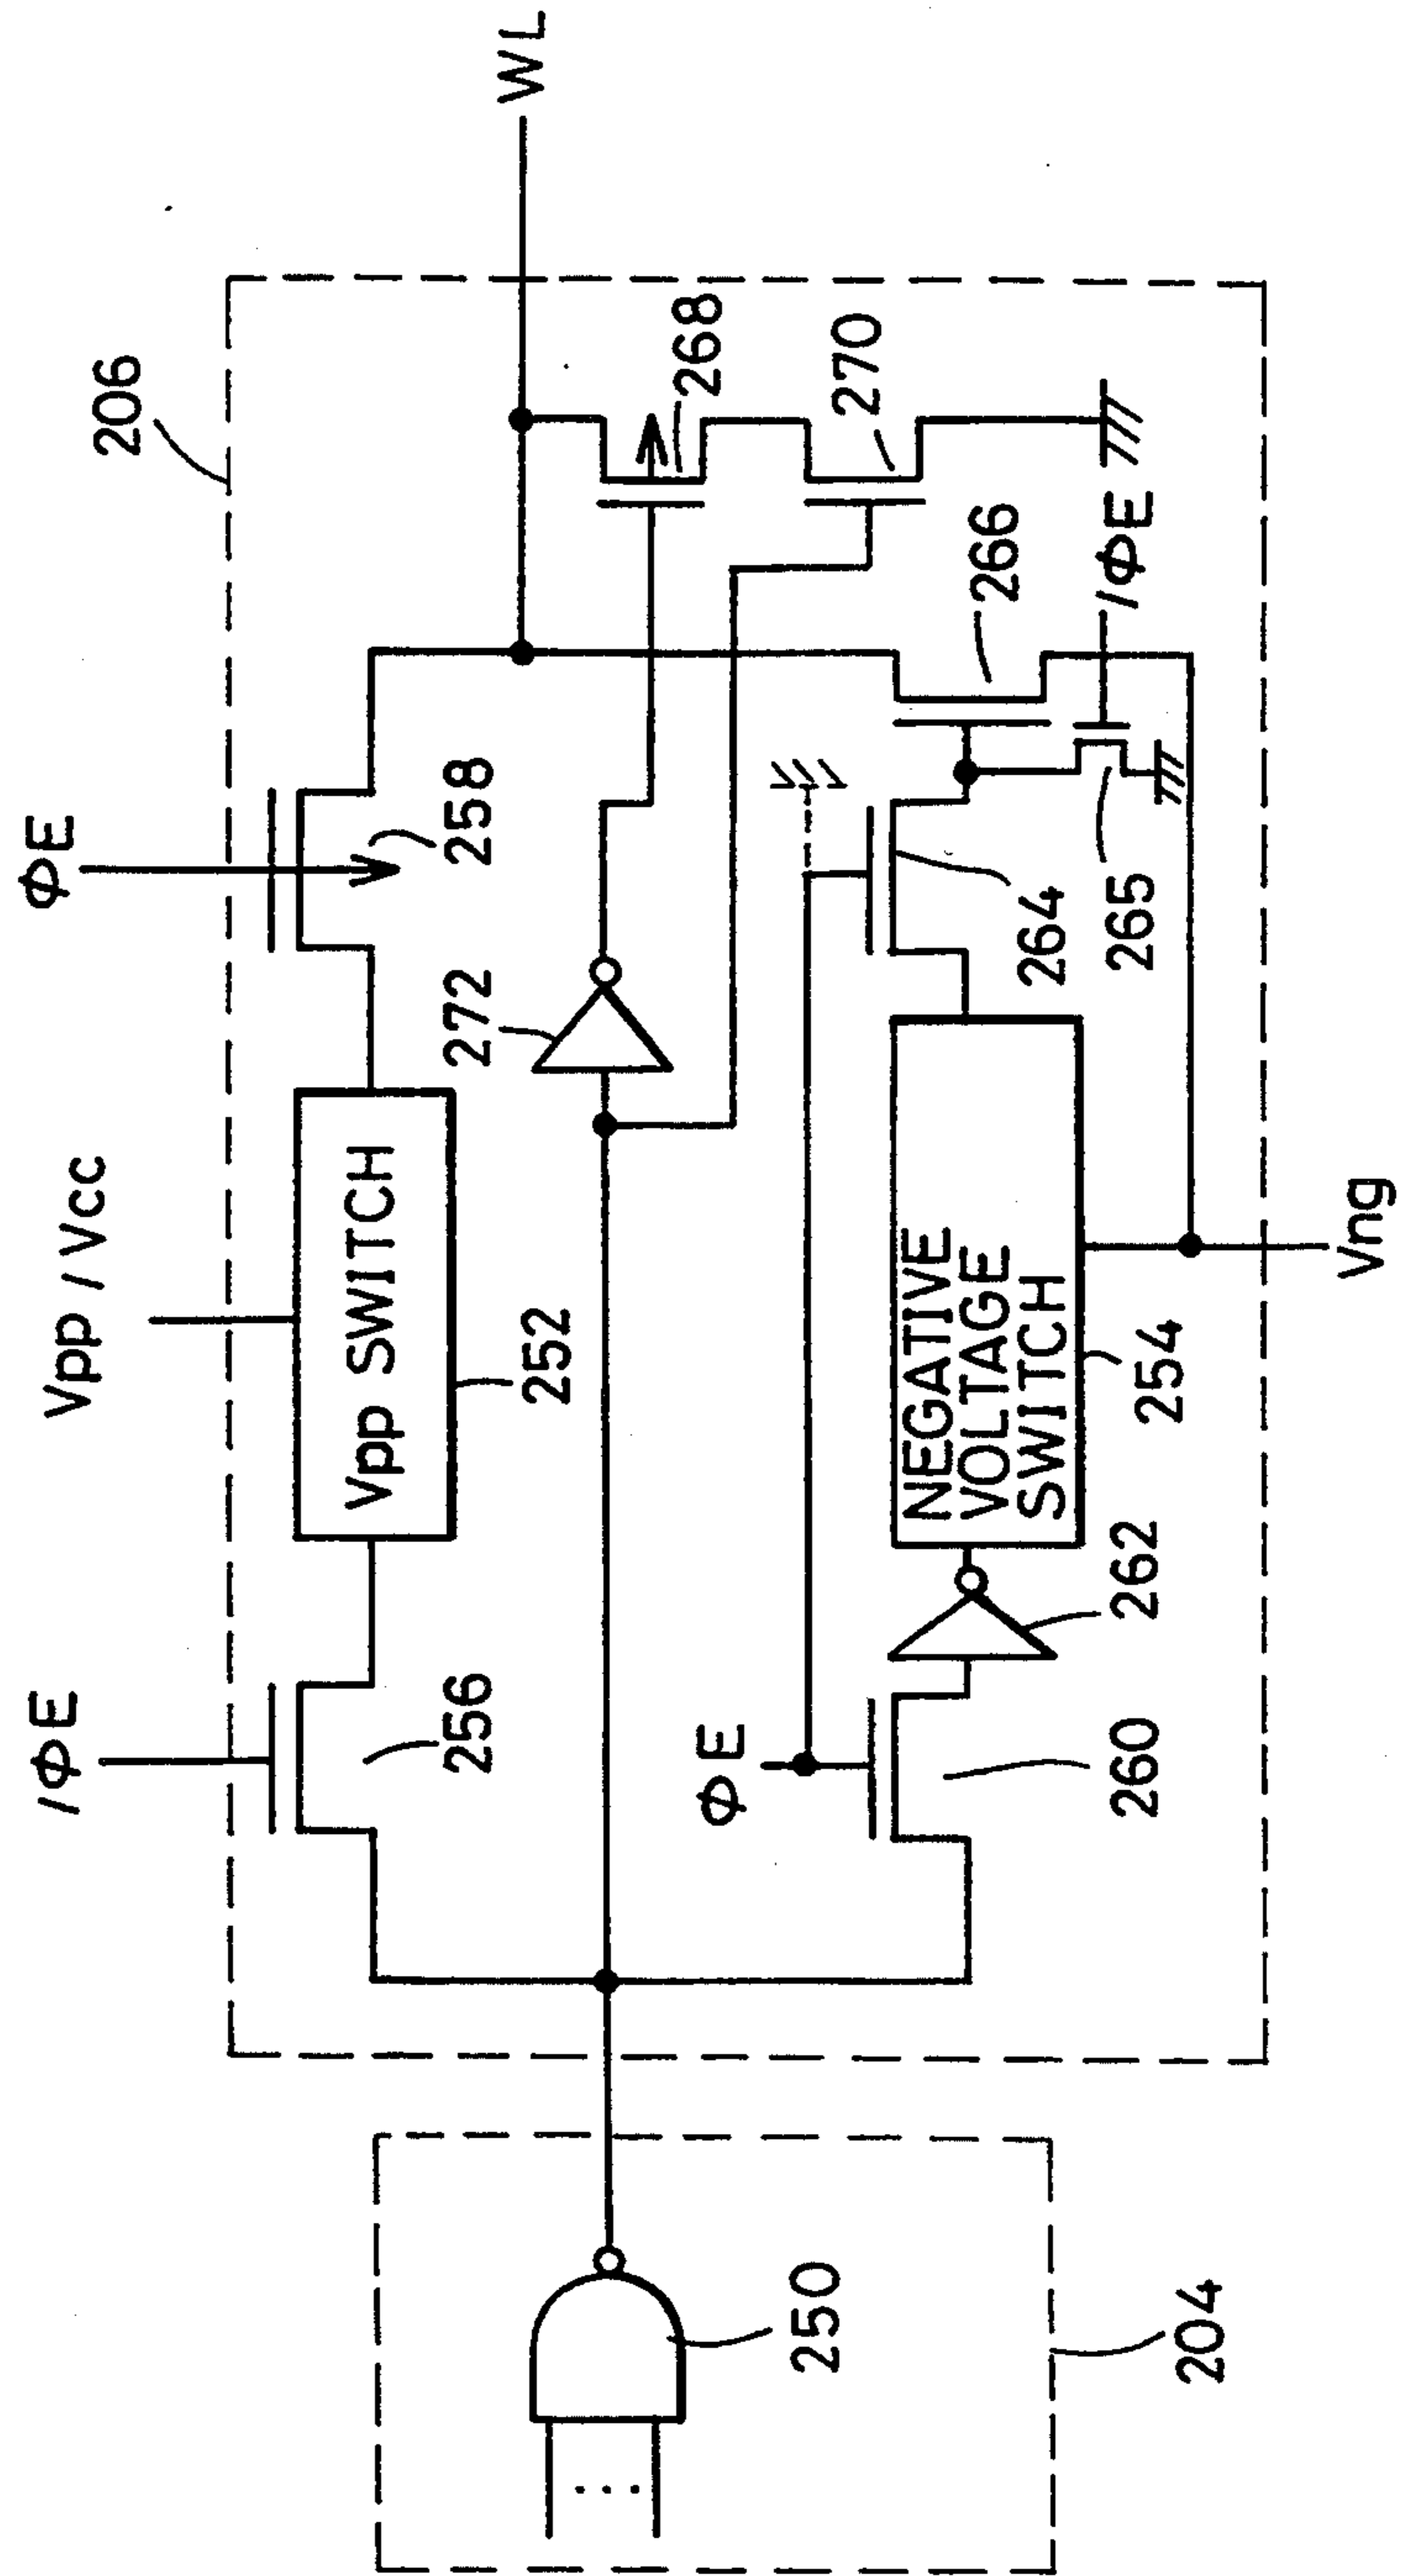 /ΦE
Vpp / Vcc
ΦE
206
Vpp SWITCH
256
272
258
WL
252
268
ΦE
250
270
NEGATIVE
VOLTAGE
SWITCH
266
264
260
262
265
/ΦE
254
204
Vng